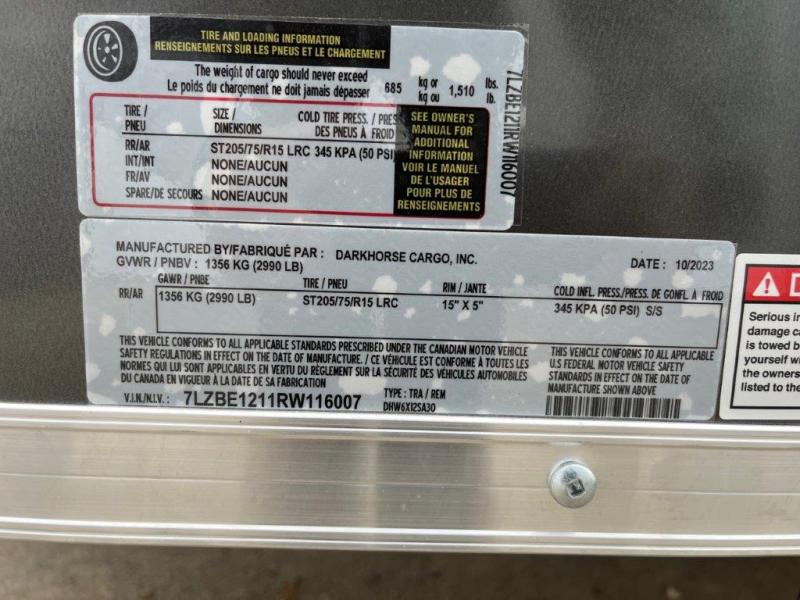 TIRE AND LOADING INFORMATION
RENSEIGNEMENTS SUR LES PNEUS ET LE CHARGEMENT
The weight of cargo should never exceed
Le poids du chargement ne doit jamais dépasser
685 kg or 1,510 lbs.
kg ou lb.
TIRE / SIZE / COLD TIRE PRESS. / PRESS
PNEU DIMENSIONS DES PNEUS À FROID
RR/AR ST205/75/R15 LRC 345 KPA (50 PSI)
INT/INT NONE/AUCUN
FR/AV NONE/AUCUN
SPARE/DE SECOURS NONE/AUCUN
SEE OWNER'S
MANUAL FOR
ADDITIONAL
INFORMATION
VOIR LE MANUEL
DE L'USAGER
POUR PLUS DE
RENSEIGNEMENTS
7LZBE1211RW116007
MANUFACTURED BY/FABRIQUÉ PAR : DARKHORSE CARGO, INC.
GVWR / PNBV : 1356 KG (2990 LB)
DATE : 10/2023
GAWR / PNBE TIRE / PNEU RIM / JANTE COLD INFL. PRESS./PRESS. DE GONFL À FROID
RR/AR 1356 KG (2990 LB) ST205/75/R15 LRC 15" X 5" 345 KPA (50 PSI) S/S
THIS VEHICLE CONFORMS TO ALL APPLICABLE STANDARDS PRESCRIBED UNDER THE CANADIAN MOTOR VEHICLE
SAFETY REGULATIONS IN EFFECT ON THE DATE OF MANUFACTURE. / CE VÉHICULE EST CONFORME À TOUTES LES
NORMES QUI LUI SONT APPLICABLES EN VERTU DU RÈGLEMENT SUR LA SÉCURITÉ DES VÉHICULES AUTOMOBILES
DU CANADA EN VIGUEUR À LA DATE DE SA FABRICATION
THIS VEHICLE CONFORMS TO ALL APPLICABLE
U.S FEDERAL MOTOR VEHICLE SAFETY
STANDARDS IN EFFECT ON THE DATE OF
MANUFACTURE SHOWN ABOVE
V.I.N./N.I.V. : 7LZBE1211RW116007
TYPE : TRA / REM
DHW6X12SA30
D
Serious in
damage ca
is towed b
yourself wi
the owners
listed to the